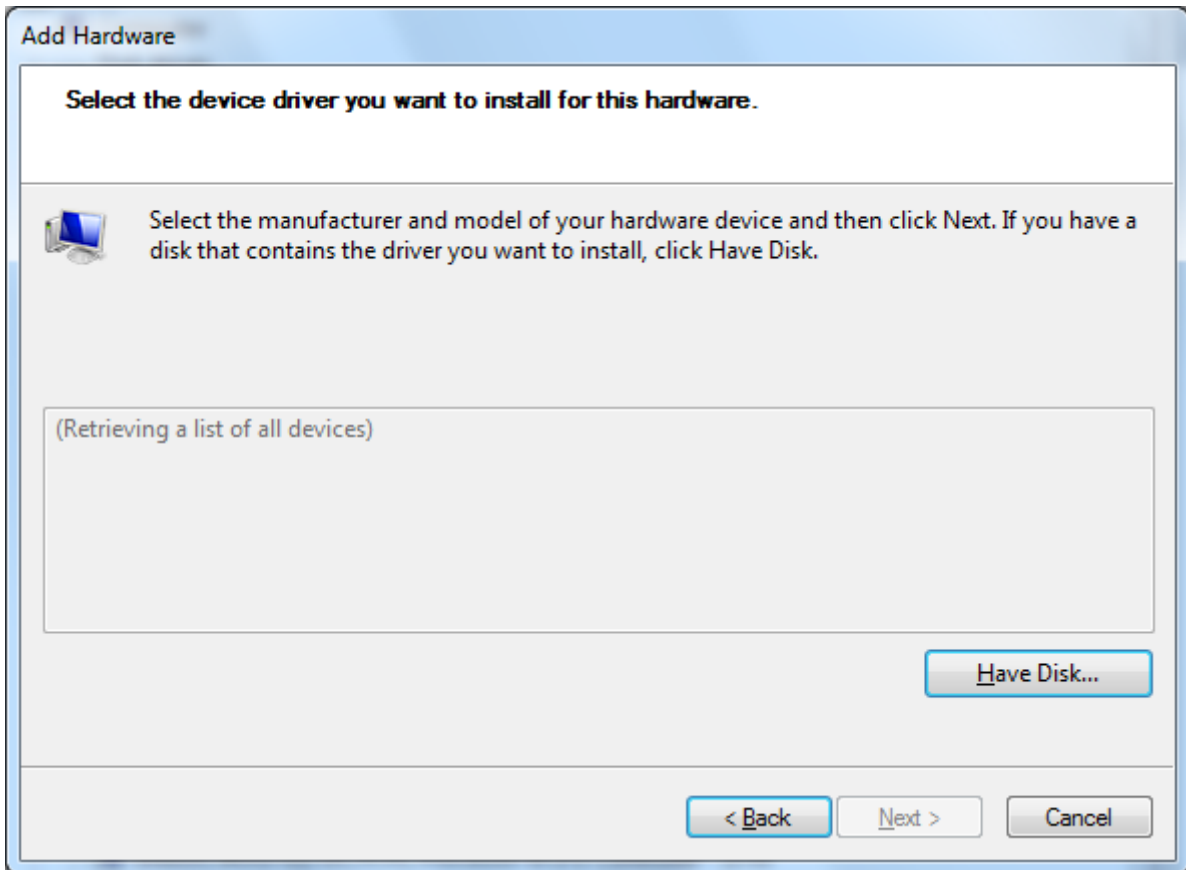 Add Hardware
Select the device driver you want to install for this hardware.
Select the manufacturer and model of your hardware device and then click Next. If you have a
disk that contains the driver you want to install, click Have Disk.
(Retrieving a list of all devices)
Have Disk...
< Back
Next >
Cancel